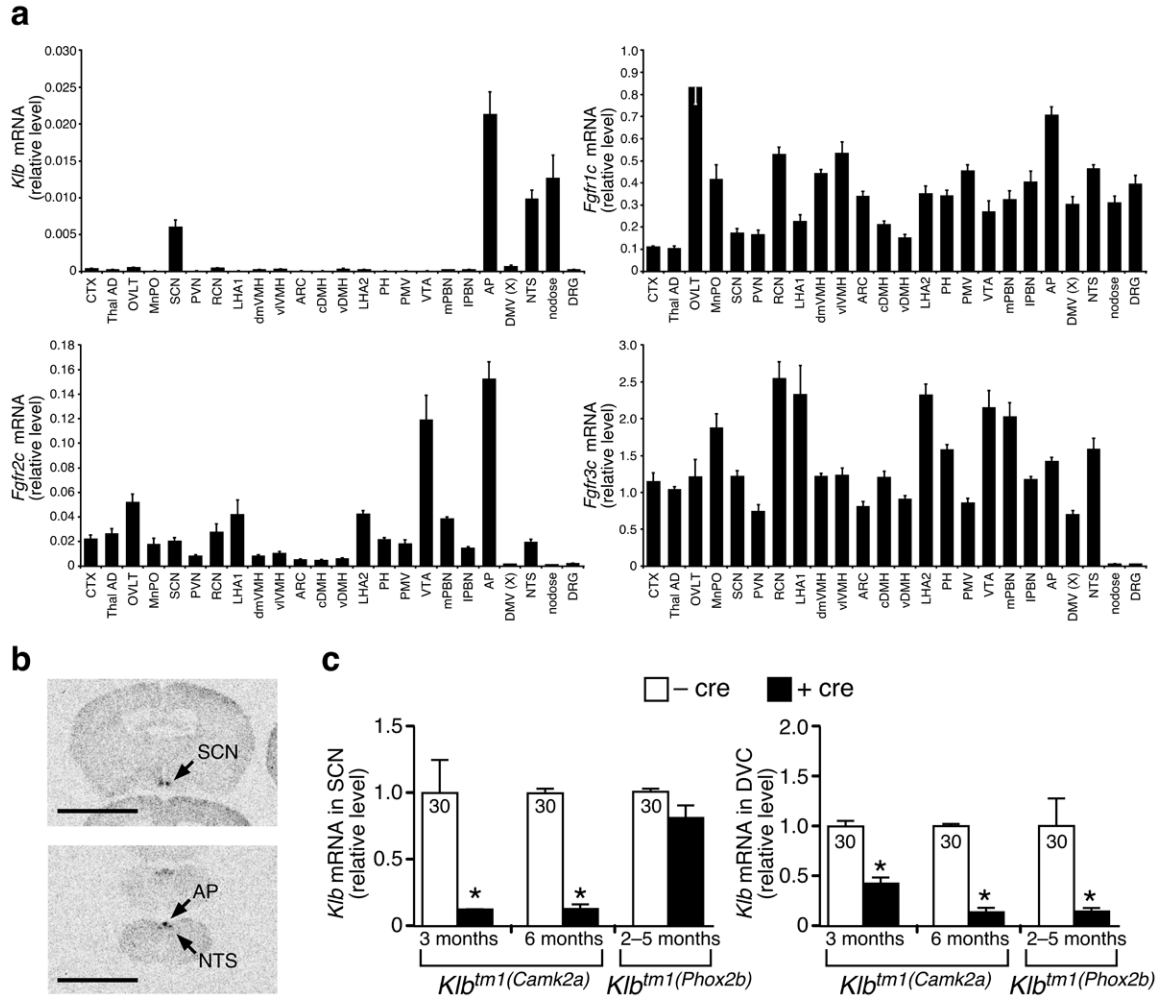 a
Klb mRNA
(relative level)
0.030
0.025
0.020
0.015
0.010
0.005
0
CTX
Thal AD
OVLT
MnPO
SCN
PVN
RCN
LHA1
dmVMH
vlVMH
ARC
cDMH
vDMH
LHA2
PH
PMV
VTA
mPBN
lPBN
AP
DMV (X)
NTS
nodose
DRG
Fgfr1c mRNA
(relative level)
1.0
0.9
0.8
0.7
0.6
0.5
0.4
0.3
0.2
0.1
0
CTX
Thal AD
OVLT
MnPO
SCN
PVN
RCN
LHA1
dmVMH
vlVMH
ARC
cDMH
vDMH
LHA2
PH
PMV
VTA
mPBN
lPBN
AP
DMV (X)
NTS
nodose
DRG
Fgfr2c mRNA
(relative level)
0.18
0.16
0.14
0.12
0.10
0.08
0.06
0.04
0.02
0
CTX
Thal AD
OVLT
MnPO
SCN
PVN
RCN
LHA1
dmVMH
vlVMH
ARC
cDMH
vDMH
LHA2
PH
PMV
VTA
mPBN
lPBN
AP
DMV (X)
NTS
nodose
DRG
Fgfr3c mRNA
(relative level)
3.0
2.5
2.0
1.5
1.0
0.5
0
CTX
Thal AD
OVLT
MnPO
SCN
PVN
RCN
LHA1
dmVMH
vlVMH
ARC
cDMH
vDMH
LHA2
PH
PMV
VTA
mPBN
lPBN
AP
DMV (X)
NTS
nodose
DRG
b
SCN
AP
NTS
c
– cre
+ cre
Klb mRNA in SCN
(relative level)
1.5
1.0
0.5
0
30
30
30
*
*
3 months
6 months
2–5 months
Klbtm1(Camk2a)
Klbtm1(Phox2b)
Klb mRNA in DVC
(relative level)
2.0
1.5
1.0
0.5
0
30
30
30
*
*
*
3 months
6 months
2–5 months
Klbtm1(Camk2a)
Klbtm1(Phox2b)